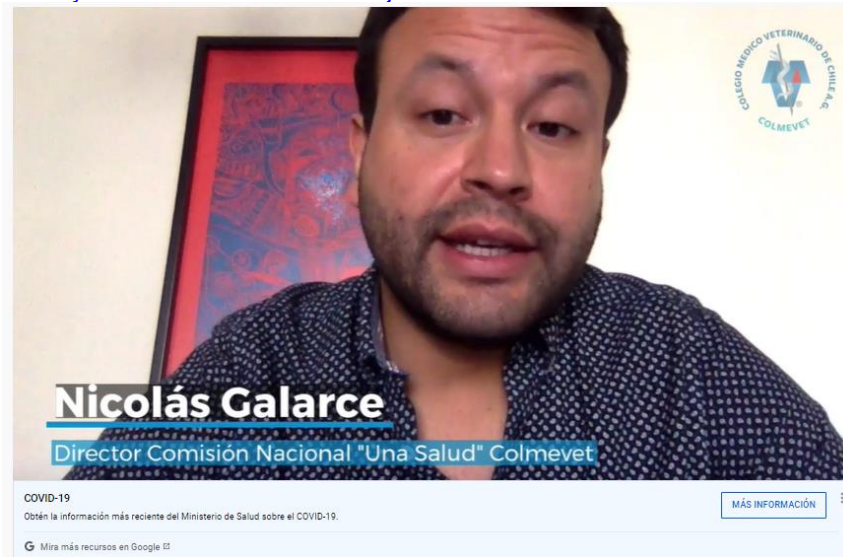 COLEGIO MEDICO VETERINARIO DE CHILE A.G.
COLMEVET
Nicolás Galarce
Director Comisión Nacional "Una Salud" Colmevet
COVID-19
MÁS INFORMACIÓN
Obtén la información más reciente del Ministerio de Salud sobre el COVID-19.
G Mira más recursos en Google